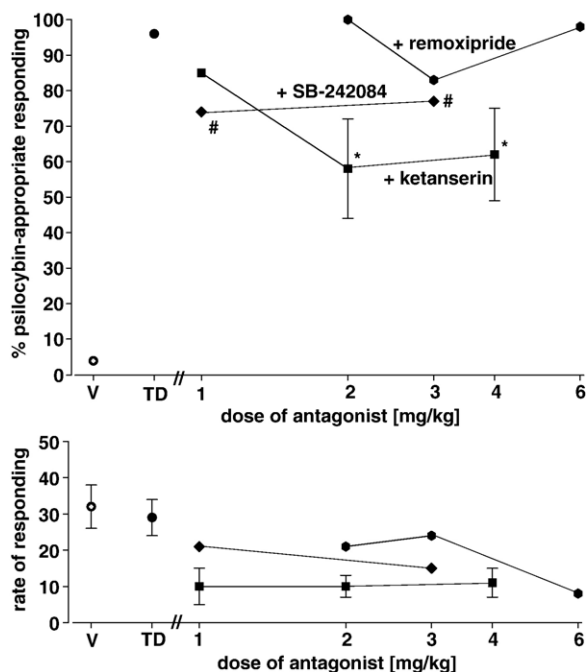 % psilocybin-appropriate responding
100
90
80
70
60
50
40
30
20
10
0
+ remoxipride
+ SB-242084
#
#
*
*
+ ketanserin
V TD // 1 2 3 4 6
dose of antagonist [mg/kg]
rate of responding
50
40
30
20
10
0
V TD // 1 2 3 4 6
dose of antagonist [mg/kg]